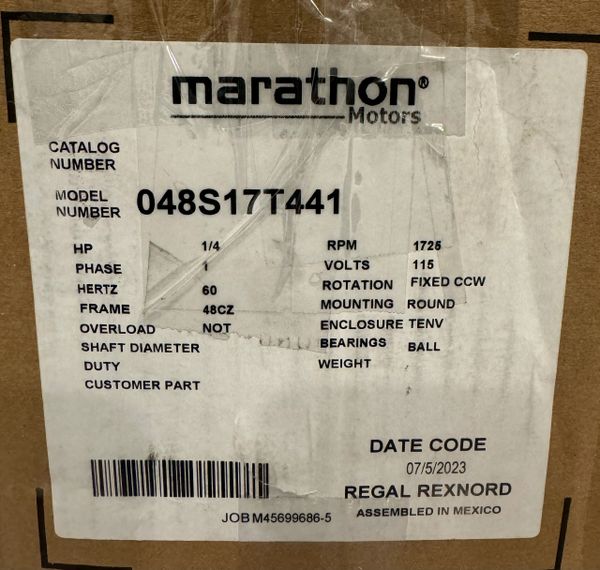 marathon®
Motors
CATALOG
NUMBER
MODEL
NUMBER 048S17T441
HP 1/4 RPM 1725
PHASE 1 VOLTS 115
HERTZ 60 ROTATION FIXED CCW
FRAME 48CZ MOUNTING ROUND
OVERLOAD NOT ENCLOSURE TENV
SHAFT DIAMETER BEARINGS BALL
DUTY WEIGHT
CUSTOMER PART
DATE CODE
07/5/2023
REGAL REXNORD
JOB M45699686-5 ASSEMBLED IN MEXICO